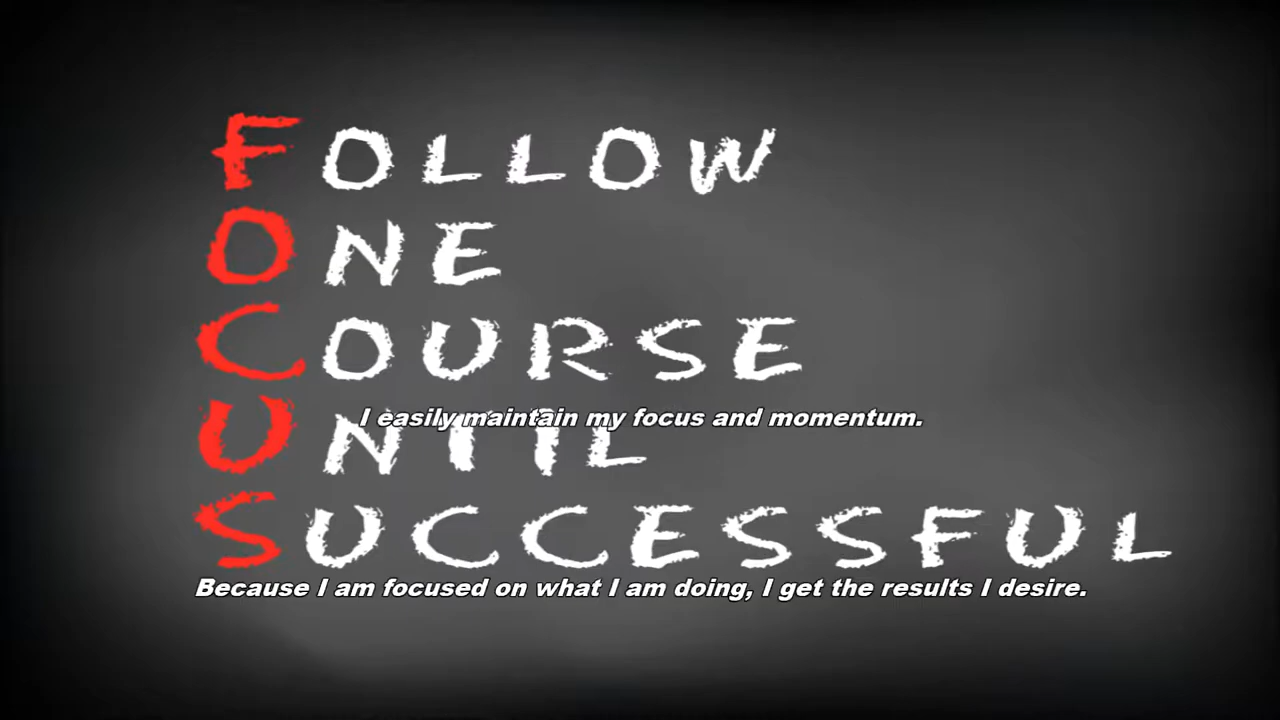 FOLLOW
ONE
COURSE
I easily maintain my focus and momentum.
UNTIL
SUCCESSFUL
Because I am focused on what I am doing, I get the results I desire.